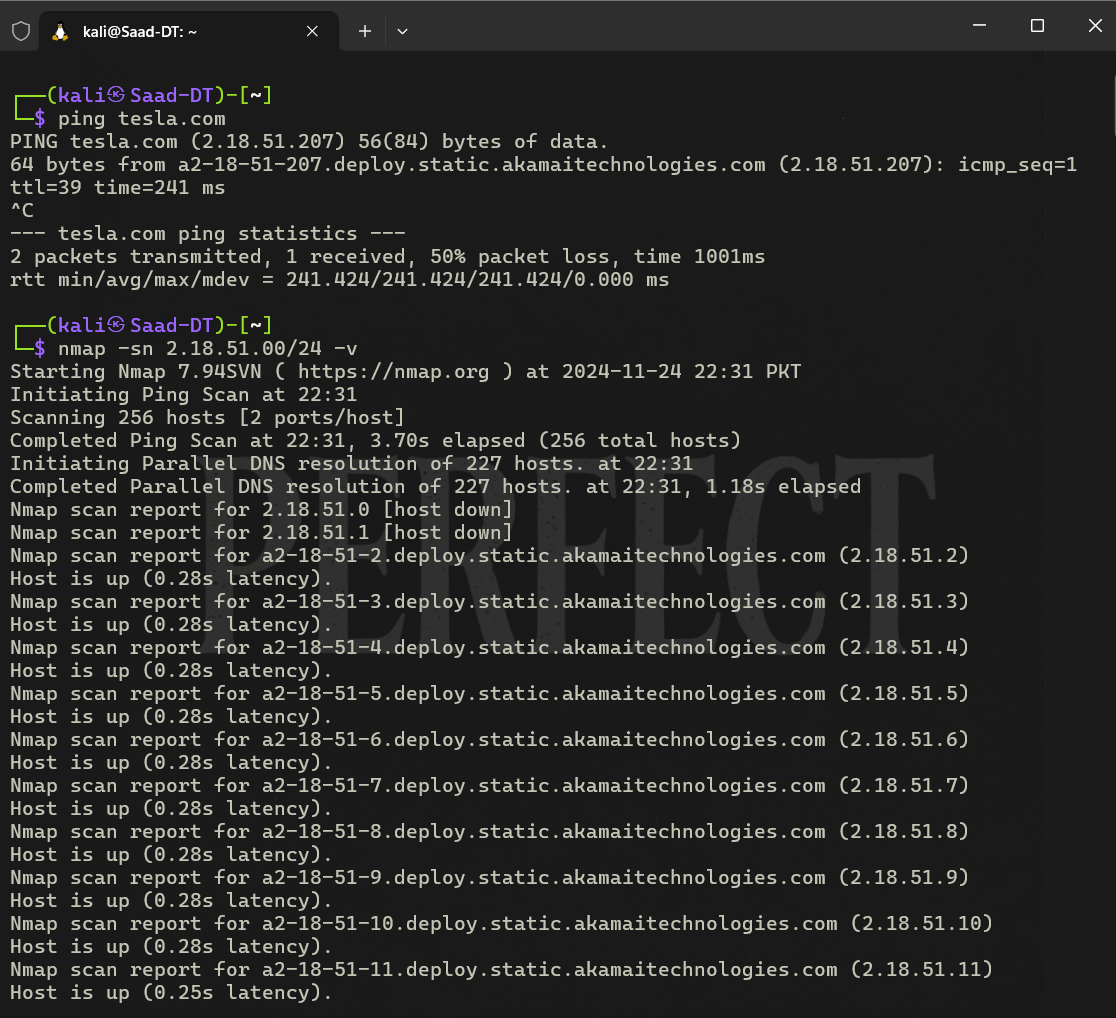 kali@Saad-DT: ~
┌──(kali㉿Saad-DT)-[~]
└─$ ping tesla.com
PING tesla.com (2.18.51.207) 56(84) bytes of data.
64 bytes from a2-18-51-207.deploy.static.akamaitechnologies.com (2.18.51.207): icmp_seq=1
ttl=39 time=241 ms
^C
--- tesla.com ping statistics ---
2 packets transmitted, 1 received, 50% packet loss, time 1001ms
rtt min/avg/max/mdev = 241.424/241.424/241.424/0.000 ms
┌──(kali㉿Saad-DT)-[~]
└─$ nmap -sn 2.18.51.00/24 -v
Starting Nmap 7.94SVN ( https://nmap.org ) at 2024-11-24 22:31 PKT
Initiating Ping Scan at 22:31
Scanning 256 hosts [2 ports/host]
Completed Ping Scan at 22:31, 3.70s elapsed (256 total hosts)
Initiating Parallel DNS resolution of 227 hosts. at 22:31
Completed Parallel DNS resolution of 227 hosts. at 22:31, 1.18s elapsed
Nmap scan report for 2.18.51.0 [host down]
Nmap scan report for 2.18.51.1 [host down]
Nmap scan report for a2-18-51-2.deploy.static.akamaitechnologies.com (2.18.51.2)
Host is up (0.28s latency).
Nmap scan report for a2-18-51-3.deploy.static.akamaitechnologies.com (2.18.51.3)
Host is up (0.28s latency).
Nmap scan report for a2-18-51-4.deploy.static.akamaitechnologies.com (2.18.51.4)
Host is up (0.28s latency).
Nmap scan report for a2-18-51-5.deploy.static.akamaitechnologies.com (2.18.51.5)
Host is up (0.28s latency).
Nmap scan report for a2-18-51-6.deploy.static.akamaitechnologies.com (2.18.51.6)
Host is up (0.28s latency).
Nmap scan report for a2-18-51-7.deploy.static.akamaitechnologies.com (2.18.51.7)
Host is up (0.28s latency).
Nmap scan report for a2-18-51-8.deploy.static.akamaitechnologies.com (2.18.51.8)
Host is up (0.28s latency).
Nmap scan report for a2-18-51-9.deploy.static.akamaitechnologies.com (2.18.51.9)
Host is up (0.28s latency).
Nmap scan report for a2-18-51-10.deploy.static.akamaitechnologies.com (2.18.51.10)
Host is up (0.28s latency).
Nmap scan report for a2-18-51-11.deploy.static.akamaitechnologies.com (2.18.51.11)
Host is up (0.25s latency).
PERFECT